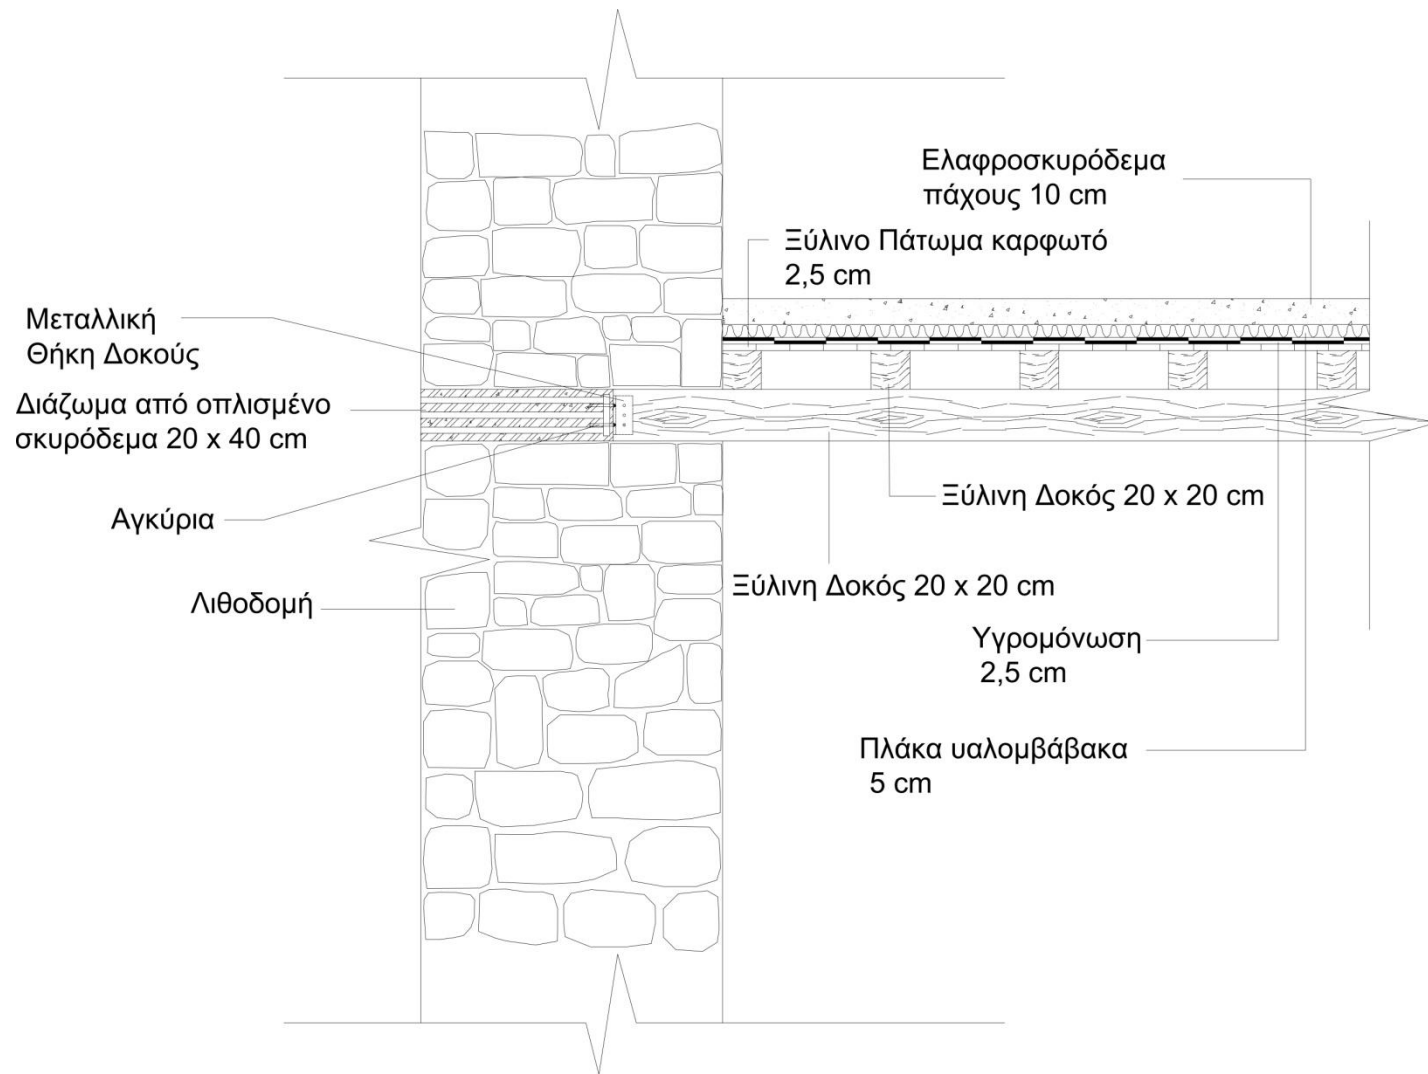 Ελαφροσκυρόδεμα
πάχους 10 cm
Ξύλινο Πάτωμα καρφωτό
2,5 cm
Μεταλλική
Θήκη Δοκούς
Διάζωμα από οπλισμένο
σκυρόδεμα 20 x 40 cm
Αγκύρια
Λιθοδομή
Ξύλινη Δοκός 20 x 20 cm
Ξύλινη Δοκός 20 x 20 cm
Υγρομόνωση
2,5 cm
Πλάκα υαλομβάβακα
5 cm